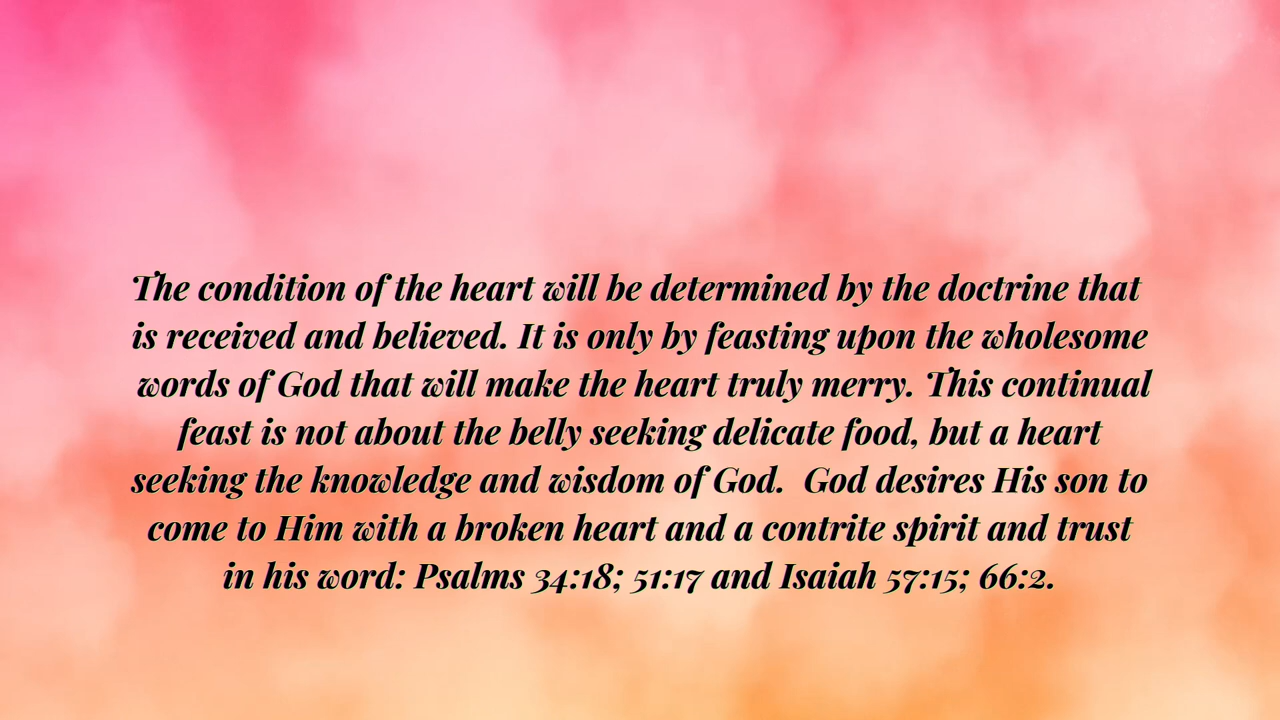 The condition of the heart will be determined by the doctrine that
is received and believed. It is only by feasting upon the wholesome
words of God that will make the heart truly merry. This continual
feast is not about the belly seeking delicate food, but a heart
seeking the knowledge and wisdom of God.  God desires His son to
come to Him with a broken heart and a contrite spirit and trust
in his word: Psalms 34:18; 51:17 and Isaiah 57:15; 66:2.